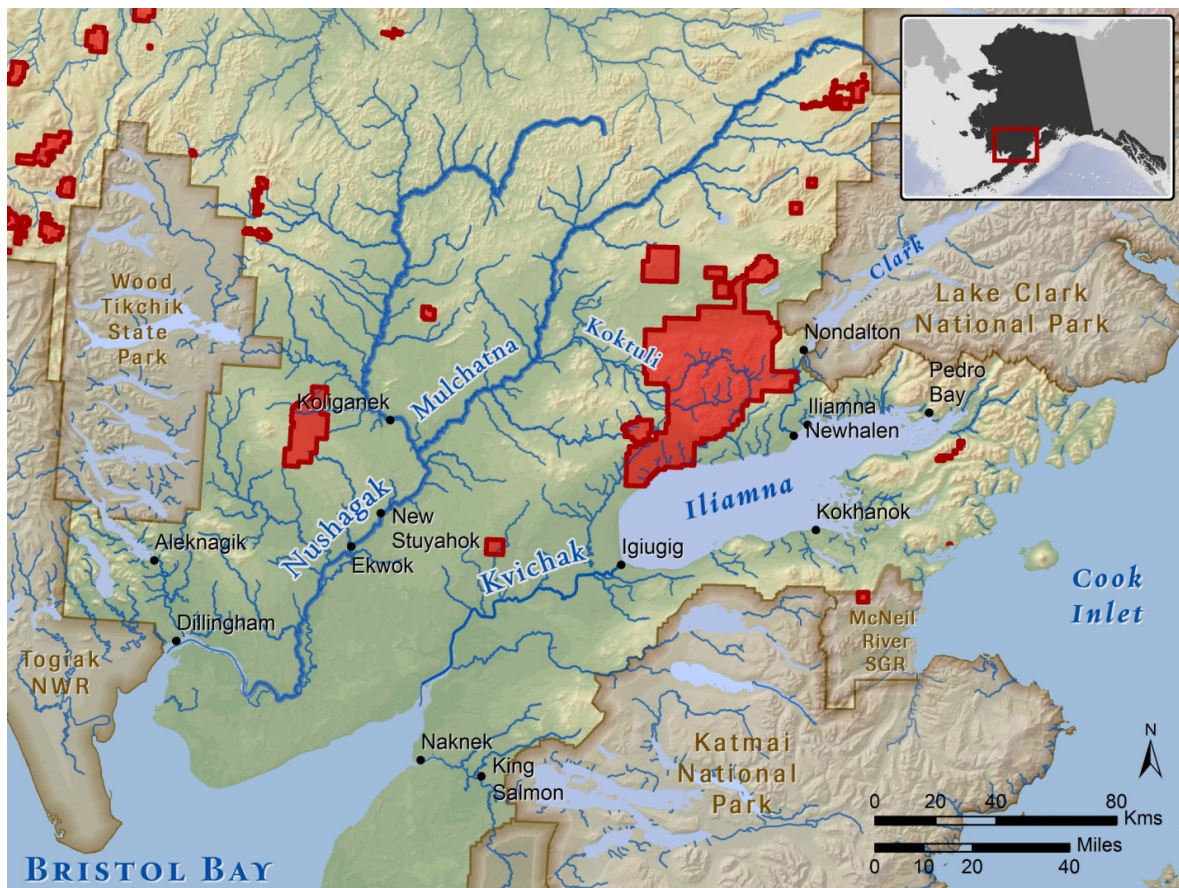 Clark
Lake Clark
National Park
Wood
Tikchik
State
Park
Nondalton
Koktuli
Mulchatna
Pedro
Bay
Koliganek
Iliamna
Newhalen
Iliamna
Nushagak
New
Stuyahok
Kokhanok
Aleknagik
Ekwok
Kvichak
Igiugig
Cook
Inlet
Dillingham
McNeil
River
SGR
Togiak
NWR
Naknek
King
Salmon
Katmai
National
Park
N
0 20 40 80
Kms
Miles
0 10 20 40
BRISTOL BAY